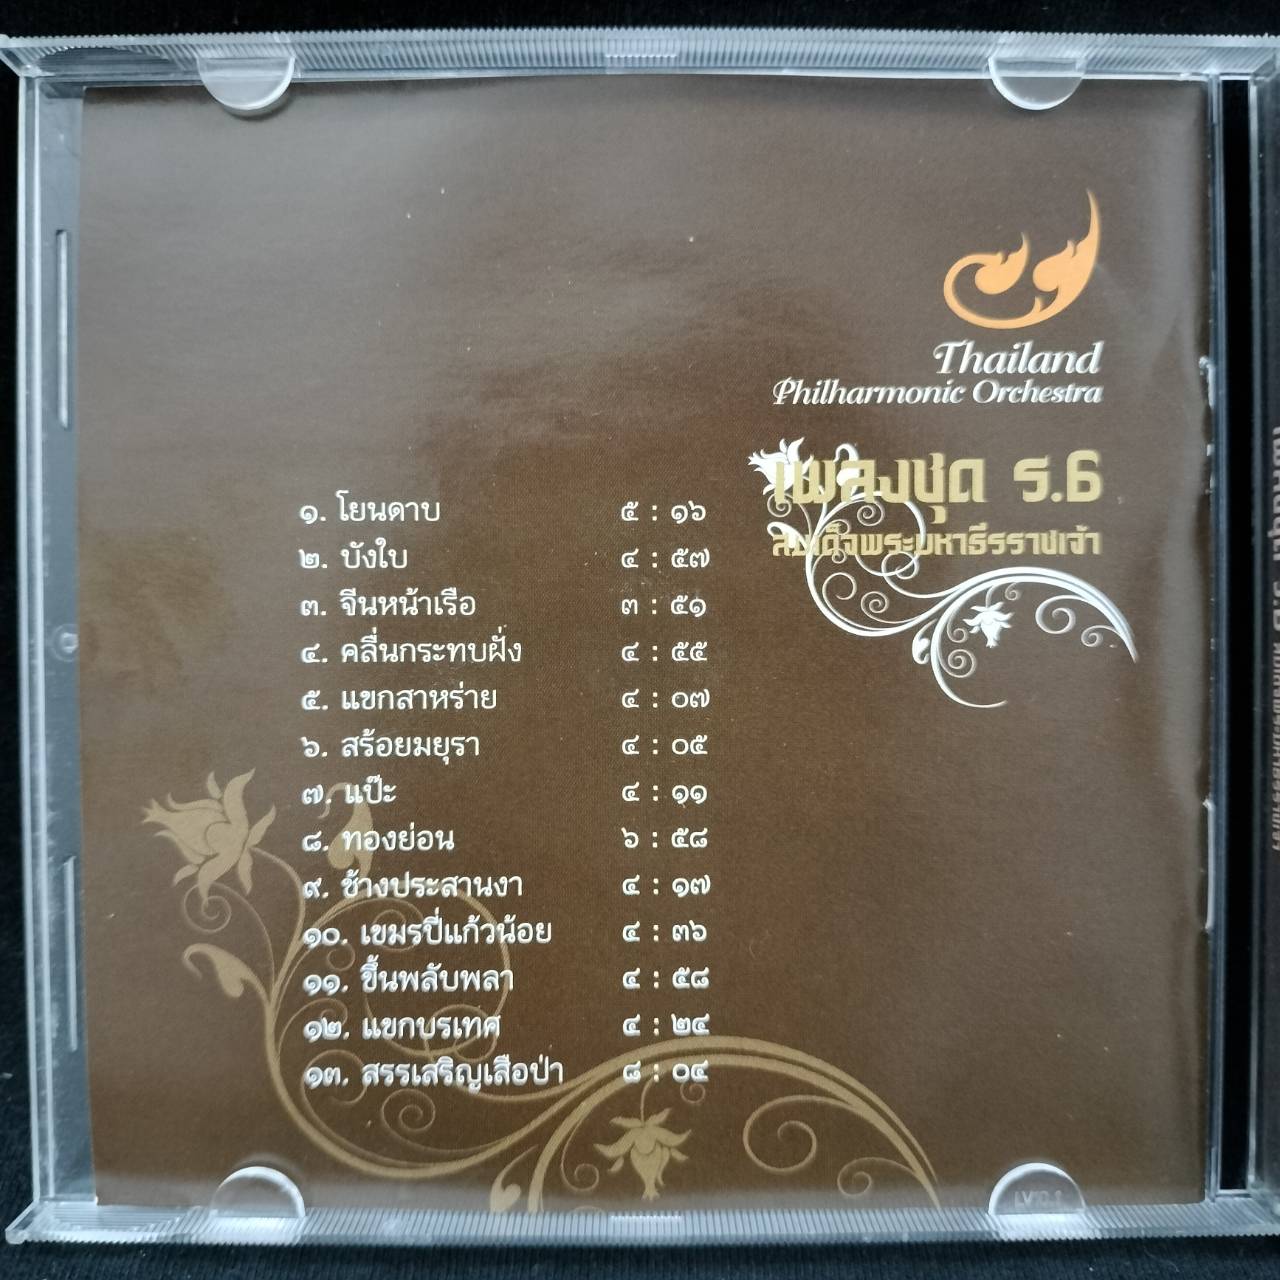 Thailand
Philharmonic Orchestra
เพลงชุด ร.6
สมเด็จพระมหาธีรราชเจ้า
๑. โยนดาบ ๕ : ๑๖
๒. บังใบ ๔ : ๕๗
๓. จีนหน้าเรือ ๓ : ๕๑
๔. คลื่นกระทบฝั่ง ๔ : ๕๕
๕. แขกสาหร่าย ๔ : ๐๗
๖. สร้อยมยุรา ๔ : ๐๕
๗. แป๊ะ ๔ : ๑๑
๘. ทองย่อน ๖ : ๕๘
๙. ช้างประสานงา ๔ : ๑๗
๑๐. เขมรปี่แก้วน้อย ๔ : ๓๖
๑๑. ขึ้นพลับพลา ๔ : ๕๘
๑๒. แขกบรเทศ ๔ : ๒๔
๑๓. สรรเสริญเสือป่า ๘ : ๐๔